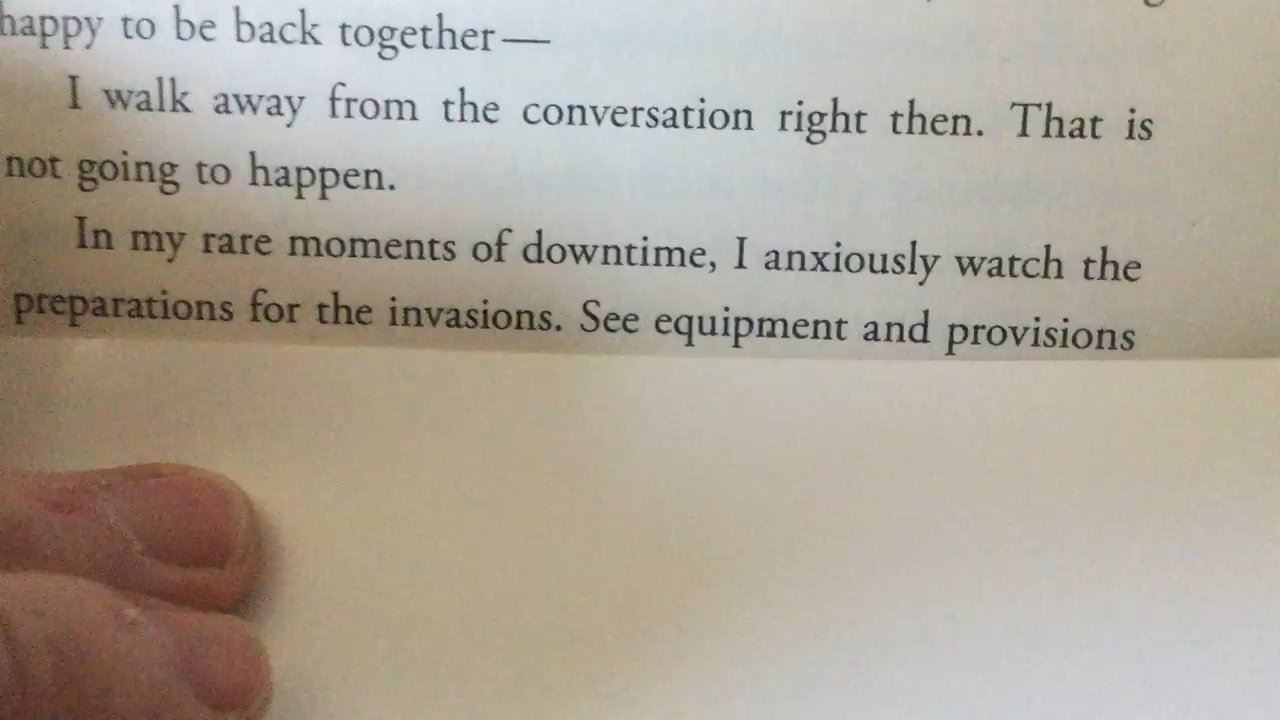 happy to be back together—
I walk away from the conversation right then. That is
not going to happen.
In my rare moments of downtime, I anxiously watch the
preparations for the invasions. See equipment and provisions